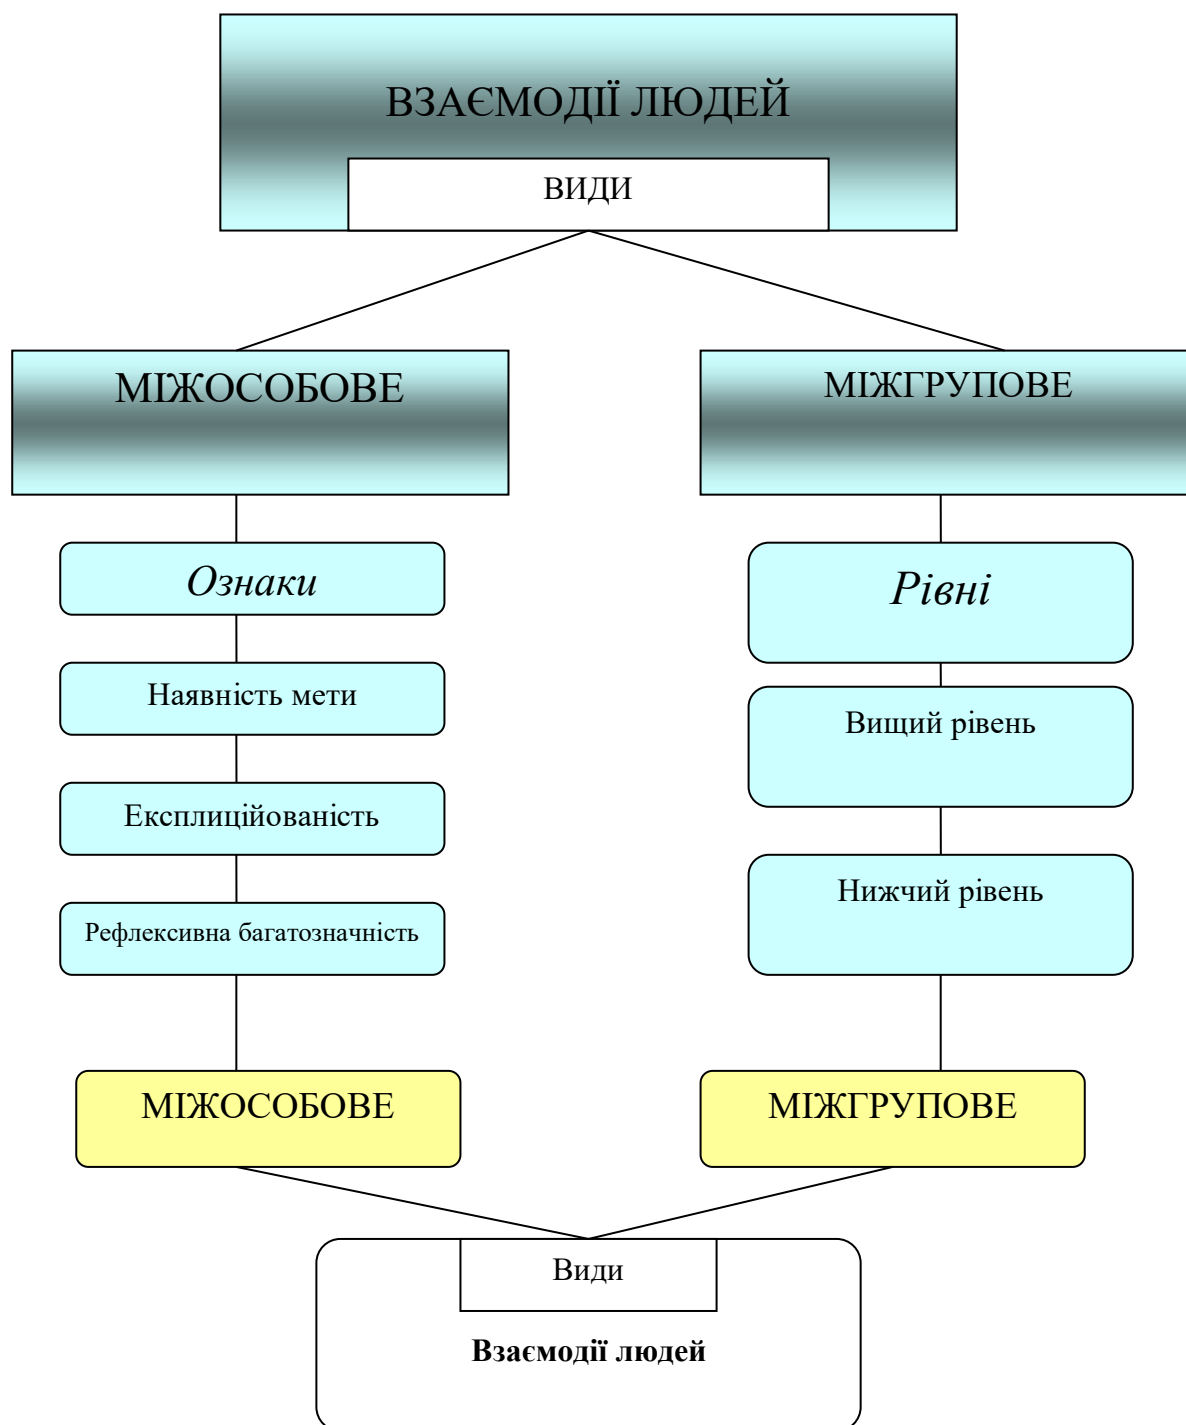 ВЗАЄМОДІЇ ЛЮДЕЙ
ВИДИ
МІЖОСОБОВЕ
МІЖГРУПОВЕ
Ознаки
Рівні
Наявність мети
Вищий рівень
Експлиційованість
Нижчий рівень
Рефлексивна багатозначність
МІЖОСОБОВЕ
МІЖГРУПОВЕ
Види
Взаємодії людей